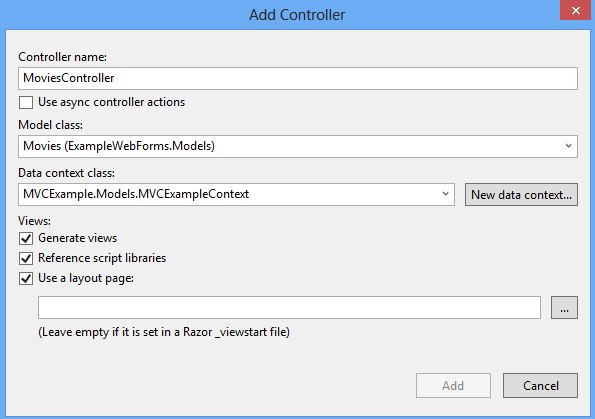 Add Controller
Controller name:
MoviesController
Use async controller actions
Model class:
Movies (ExampleWebForms.Models)
Data context class:
MVCExample.Models.MVCExampleContext
New data context...
Views:
Generate views
Reference script libraries
Use a layout page:
...
(Leave empty if it is set in a Razor _viewstart file)
Add Cancel